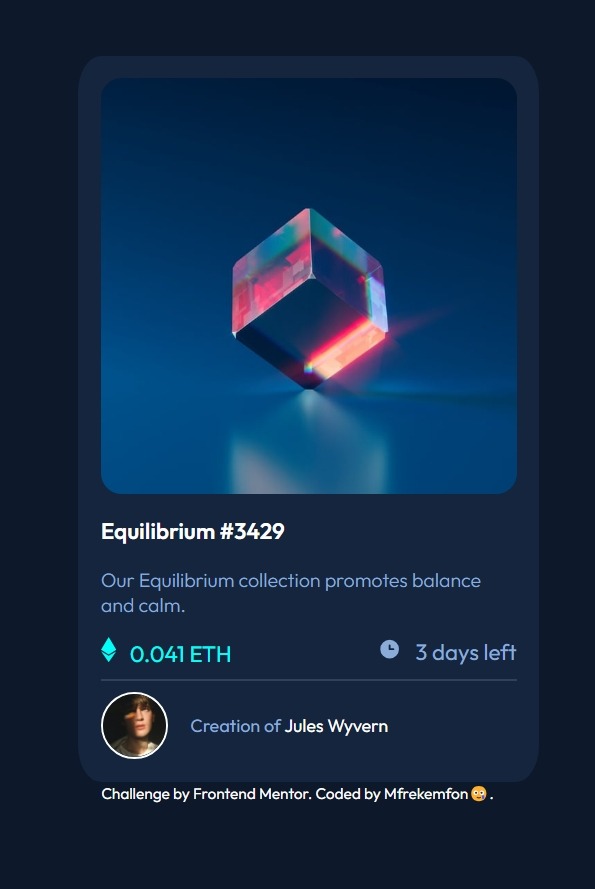 Equilibrium #3429
Our Equilibrium collection promotes balance
and calm.
0.041 ETH
3 days left
Creation of Jules Wyvern
Challenge by Frontend Mentor. Coded by Mfrekemfon 🤪 .